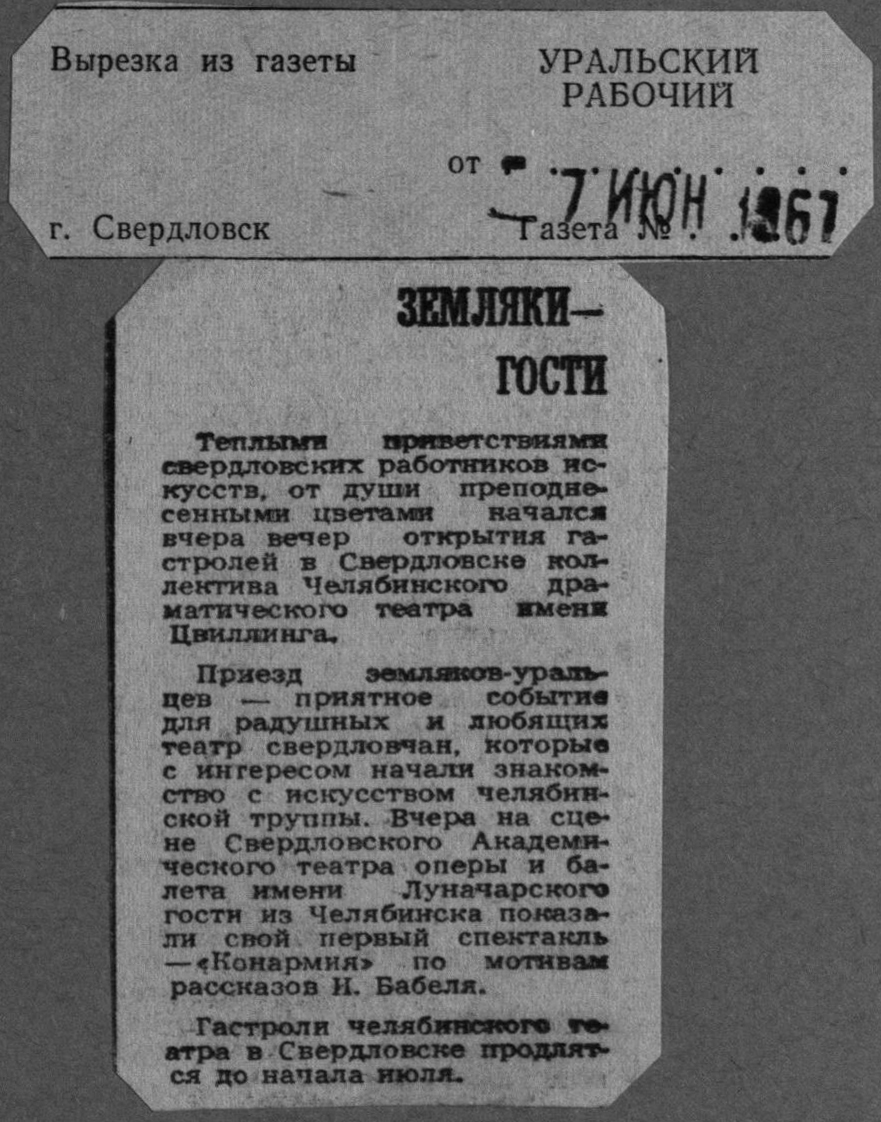 Вырезка из газеты
УРАЛЬСКИЙ
РАБОЧИЙ
от - 7 ИЮН 1967
г. Свердловск
Газета № . .
ЗЕМЛЯКИ—
ГОСТИ
Теплыми приветствиями
свердловских работников ис-
кусств, от души преподне-
сенными цветами начался
вчера вечер открытия га-
стролей в Свердловске кол-
лектива Челябинского дра-
матического театра имени
Цвиллинга.
Приезд земляков-ураль-
цев — приятное событие
для радушных и любящих
театр свердловчан, которые
с интересом начали знаком-
ство с искусством челябин-
ской труппы. Вчера на сце-
не Свердловского Академи-
ческого театра оперы и ба-
лета имени Луначарского
гости из Челябинска показа-
ли свой первый спектакль
—«Конармия» по мотивам
рассказов И. Бабеля.
Гастроли челябинского те-
атра в Свердловске продлят-
ся до начала июля.